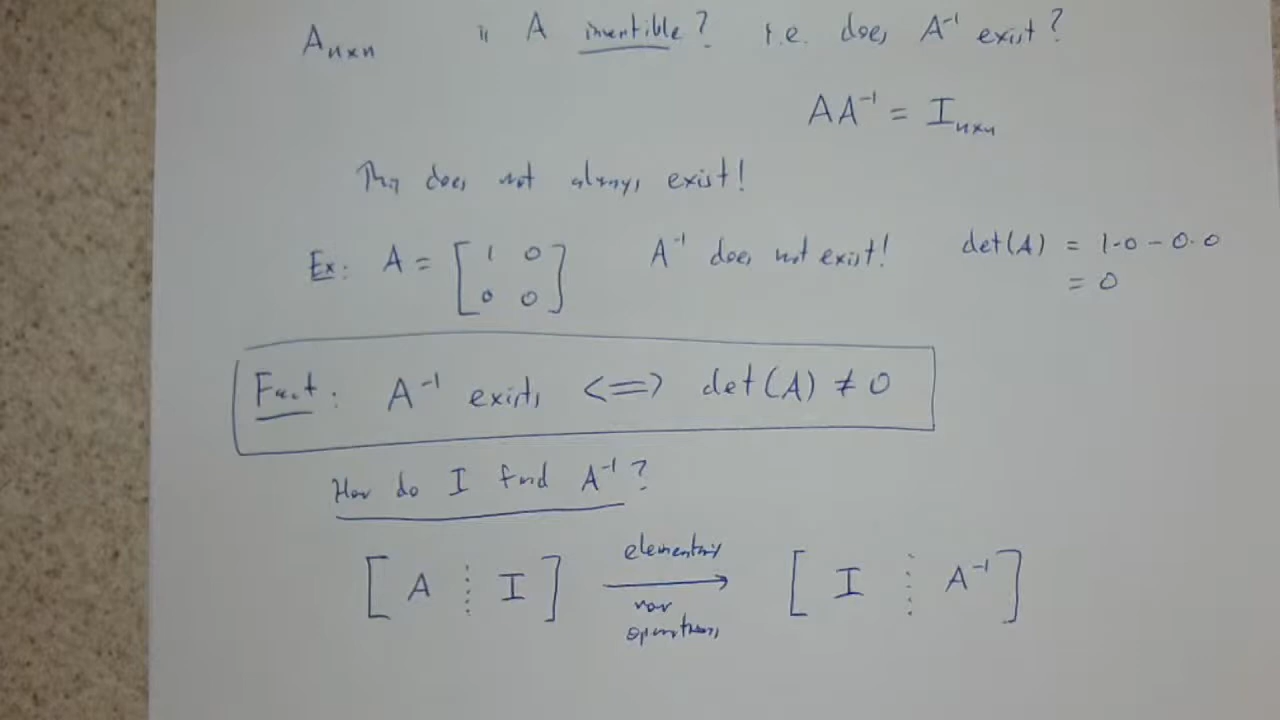 Aₙₓₙ is A invertible? i.e. does A⁻¹ exist?
AA⁻¹ = Iₙₓₙ
This does not always exist!
Ex: A = [1 0 A⁻¹ does not exist! det(A) = 1·0 - 0·0
0 0] = 0
Fact: A⁻¹ exists <=> det(A) ≠ 0
How do I find A⁻¹?
elementary
[A ⋮ I] → [I ⋮ A⁻¹]
row
operations